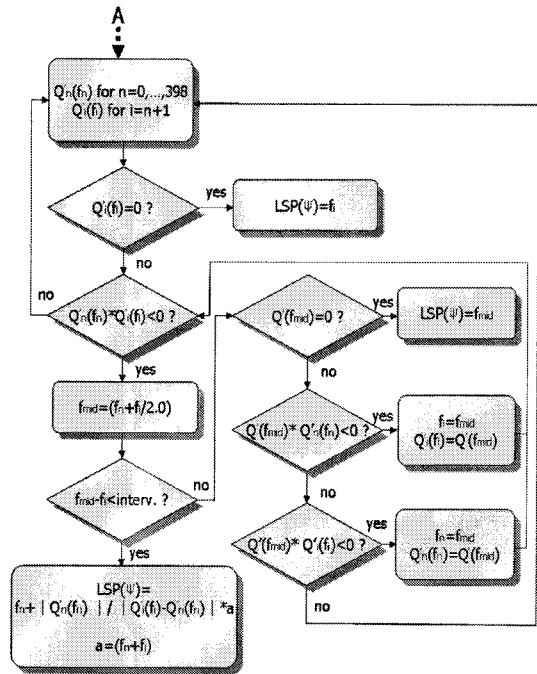 A
Q'n(fn) for n=0,...,398
Q'i(fi) for i=n+1
Q'i(fi)=0 ?
yes
LSP(Ψ)=fi
no
no
Q'n(fn)*Q'i(fi)<0 ?
yes
fmid=(fn+fi/2.0)
fmid-fi<interv. ?
no
yes
LSP(Ψ)=
fn+ | Q'n(fn) | / | Q'i(fi)-Q'n(fn) | *a
a=(fn+fi)
Q'(fmid)=0 ?
yes
LSP(Ψ)=fmid
no
Q'(fmid)* Q'n(fn)<0 ?
yes
fi=fmid
Q'i(fi)=Q'(fmid)
no
Q'(fmid)* Q'i(fi)<0 ?
yes
fn=fmid
Q'n(fn)=Q'(fmid)
no